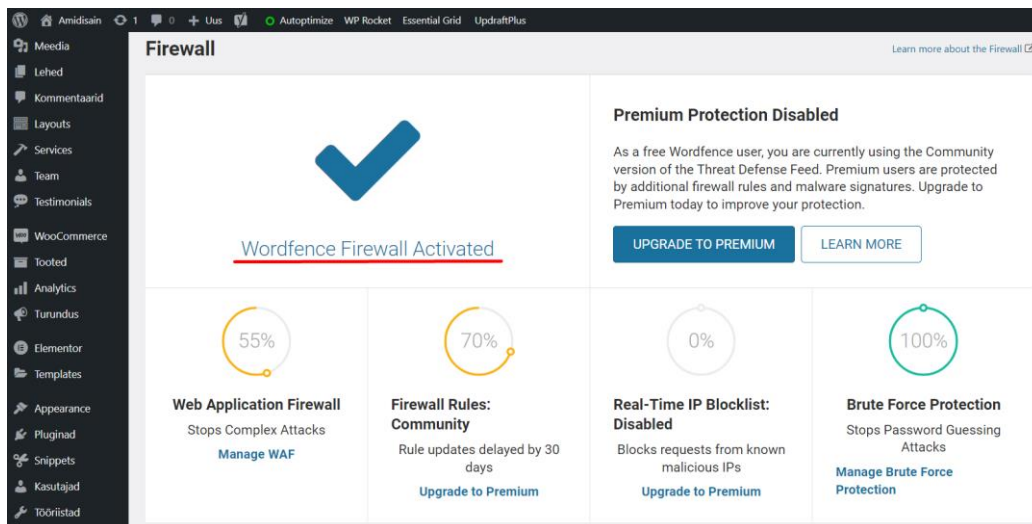 Amidisain 1 0 Uus Autoptimize WP Rocket Essential Grid UpdraftPlus
Meedia
Lehed
Kommentaarid
Layouts
Services
Team
Testimonials
WooCommerce
Tooted
Analytics
Turundus
Elementor
Templates
Appearance
Pluginad
Snippets
Kasutajad
Tööriistad
Firewall
Learn more about the Firewall
Wordfence Firewall Activated
Premium Protection Disabled
As a free Wordfence user, you are currently using the Community
version of the Threat Defense Feed. Premium users are protected
by additional firewall rules and malware signatures. Upgrade to
Premium today to improve your protection.
UPGRADE TO PREMIUM LEARN MORE
55%
Web Application Firewall
Stops Complex Attacks
Manage WAF
70%
Firewall Rules:
Community
Rule updates delayed by 30
days
Upgrade to Premium
0%
Real-Time IP Blocklist:
Disabled
Blocks requests from known
malicious IPs
Upgrade to Premium
100%
Brute Force Protection
Stops Password Guessing
Attacks
Manage Brute Force
Protection